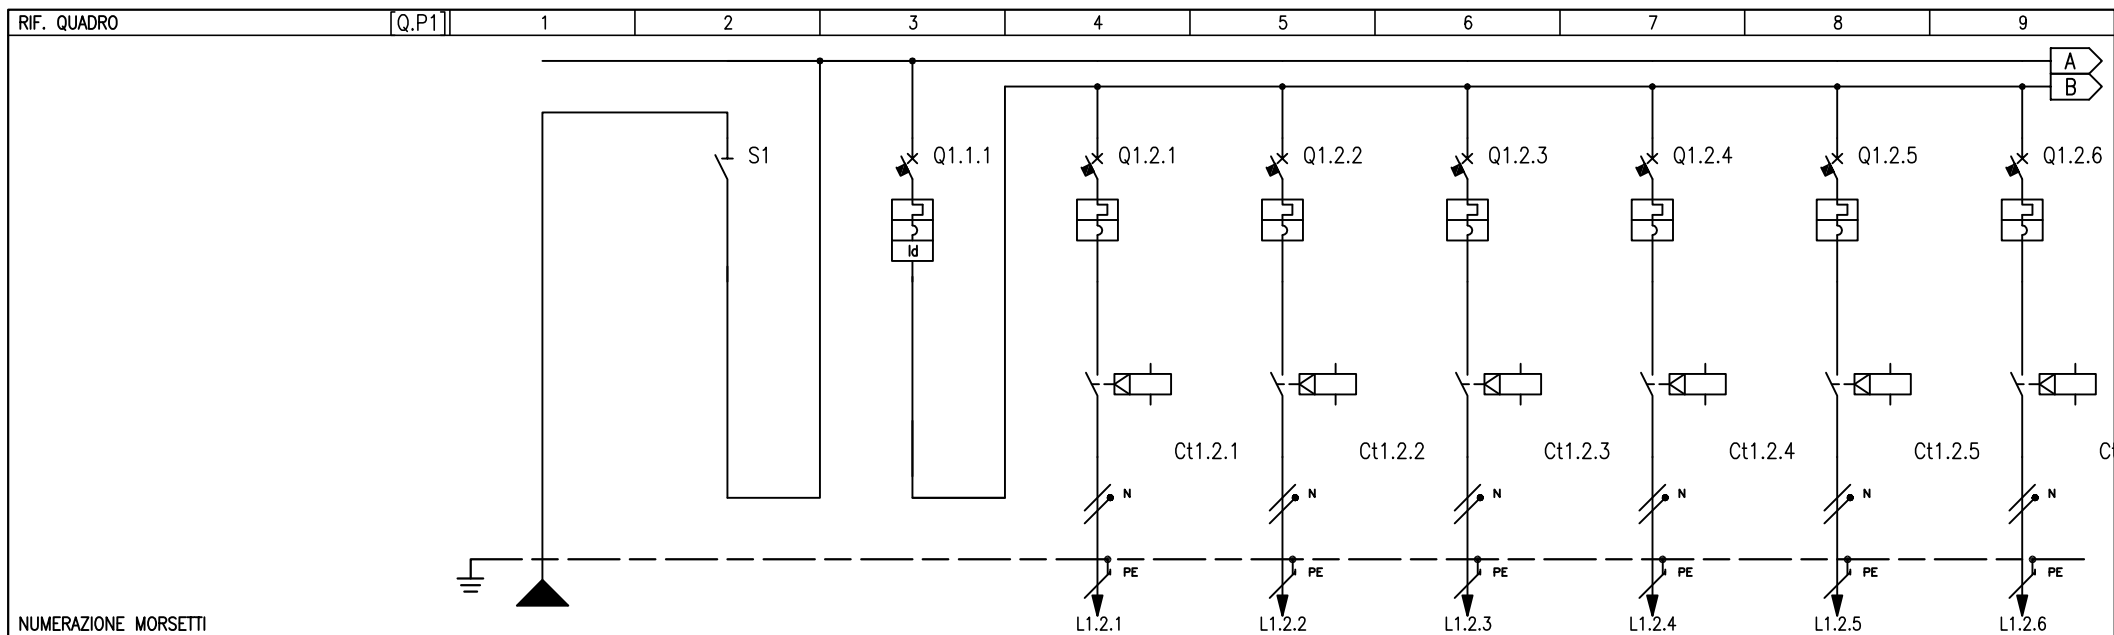 RIF. QUADRO [Q.P1] 1 2 3 4 5 6 7 8 9
A
B
S1 Q1.1.1 Q1.2.1 Q1.2.2 Q1.2.3 Q1.2.4 Q1.2.5 Q1.2.6
Id
Ct1.2.1 Ct1.2.2 Ct1.2.3 Ct1.2.4 Ct1.2.5 Ct
N N N N N N
PE PE PE PE PE PE
NUMERAZIONE MORSETTI L1.2.1 L1.2.2 L1.2.3 L1.2.4 L1.2.5 L1.2.6